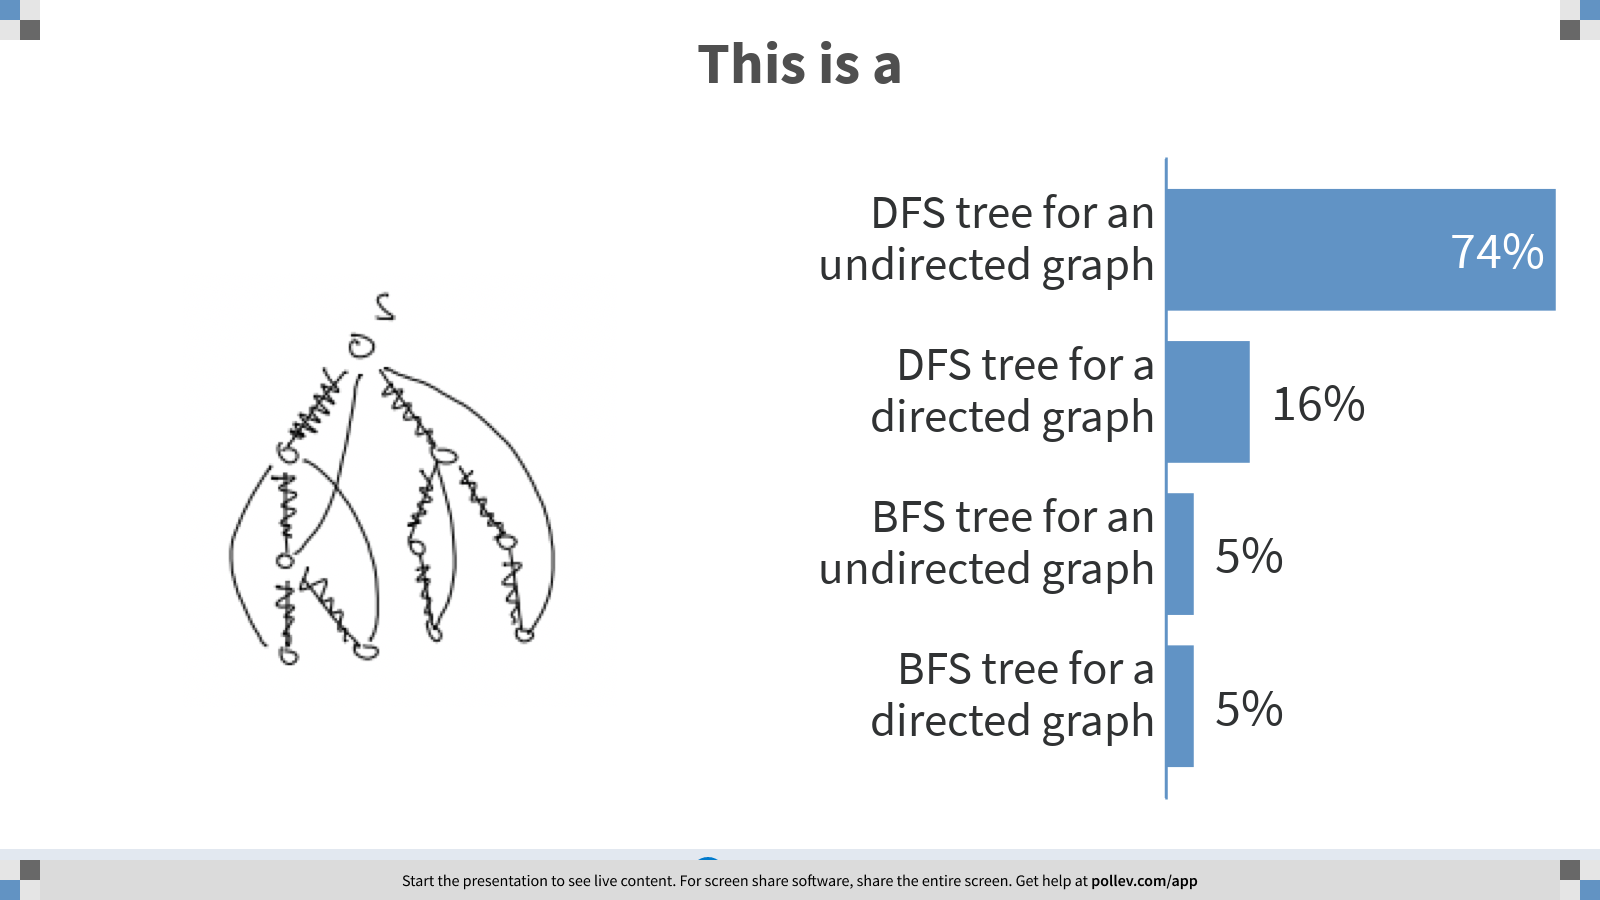 This is a
S
DFS tree for an
undirected graph
74%
DFS tree for a
directed graph
16%
BFS tree for an
undirected graph
5%
BFS tree for a
directed graph
5%
Start the presentation to see live content. For screen share software, share the entire screen. Get help at pollev.com/app